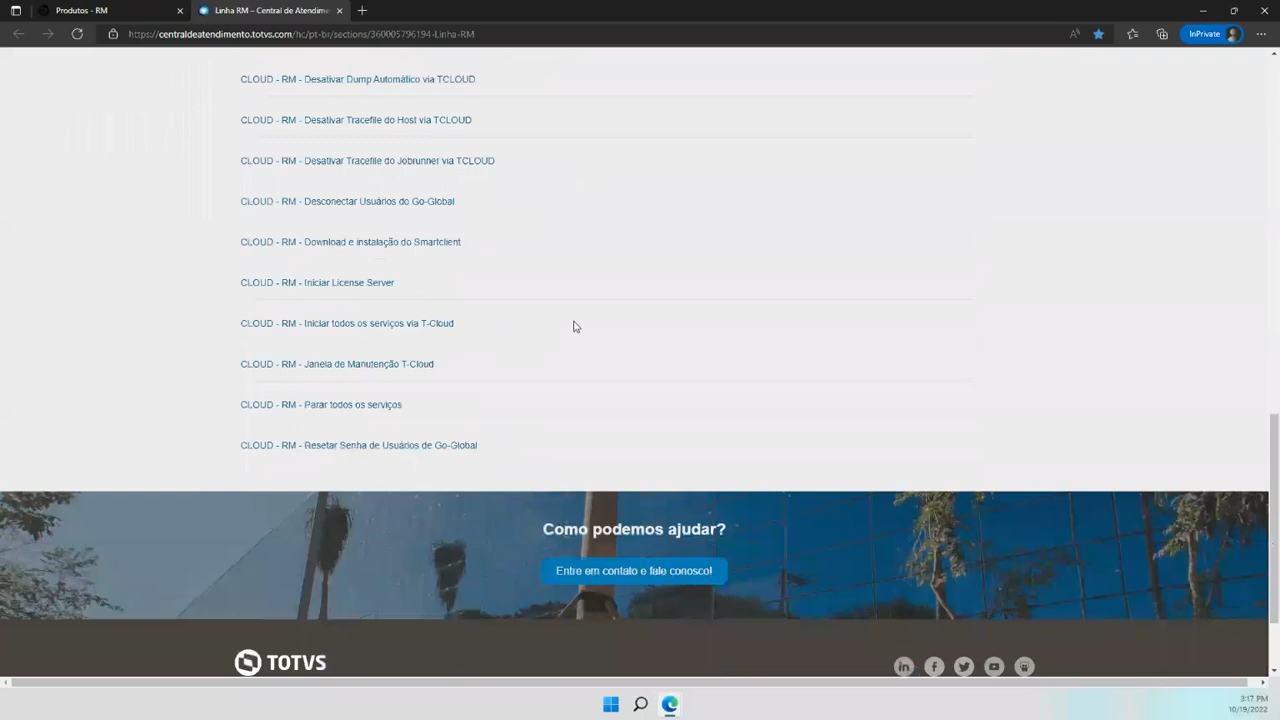 Produtos - RM
Linha RM – Central de Atendime
https://centraldeatendimento.totvs.com/hc/pt-br/sections/360005796194-Linha-RM
InPrivate
CLOUD - RM - Desativar Dump Automático via TCLOUD
CLOUD - RM - Desativar Tracefile do Host via TCLOUD
CLOUD - RM - Desativar Tracefile do Jobrunner via TCLOUD
CLOUD - RM - Desconectar Usuários do Go-Global
CLOUD - RM - Download e instalação do Smartclient
CLOUD - RM - Iniciar License Server
CLOUD - RM - Iniciar todos os serviços via T-Cloud
CLOUD - RM - Janela de Manutenção T-Cloud
CLOUD - RM - Parar todos os serviços
CLOUD - RM - Resetar Senha de Usuários de Go-Global
Como podemos ajudar?
Entre em contato e fale conosco!
TOTVS
3:17 PM
10/19/2022